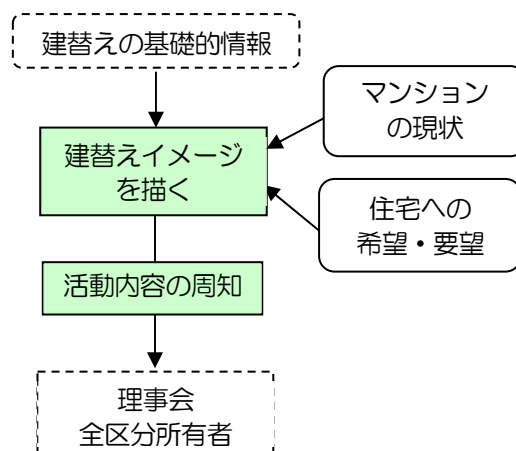 建替えの基礎的情報
マンション
の現状
建替えイメージ
を描く
住宅への
希望・要望
活動内容の周知
理事会
全区分所有者